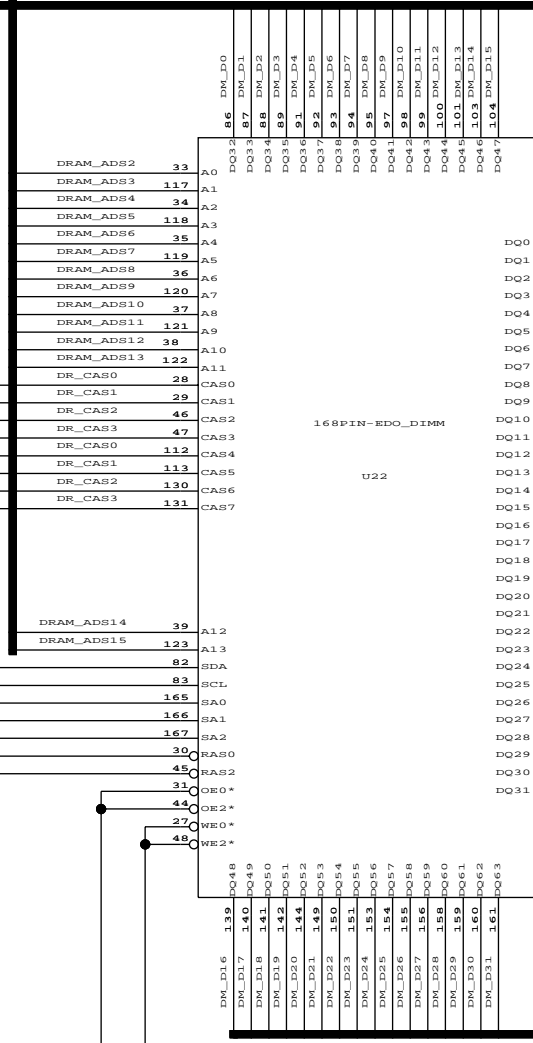 DM_D0
DM_D1
DM_D2
DM_D3
DM_D4
DM_D5
DM_D6
DM_D7
DM_D8
DM_D9
DM_D10
DM_D11
DM_D12
DM_D13
DM_D14
DM_D15
86
87
88
89
91
92
93
94
95
97
98
99
100
101
103
104
DQ32
DQ33
DQ34
DQ35
DQ36
DQ37
DQ38
DQ39
DQ40
DQ41
DQ42
DQ43
DQ44
DQ45
DQ46
DQ47
DRAM_ADS2 33 A0
DRAM_ADS3 117 A1
DRAM_ADS4 34 A2
DRAM_ADS5 118 A3
DRAM_ADS6 35 A4 DQ0
DRAM_ADS7 119 A5 DQ1
DRAM_ADS8 36 A6 DQ2
DRAM_ADS9 120 A7 DQ3
DRAM_ADS10 37 A8 DQ4
DRAM_ADS11 121 A9 DQ5
DRAM_ADS12 38 A10 DQ6
DRAM_ADS13 122 A11 DQ7
DR_CAS0 28 CAS0 DQ8
DR_CAS1 29 CAS1 DQ9
DR_CAS2 46 CAS2 168PIN-EDO_DIMM DQ10
DR_CAS3 47 CAS3 DQ11
DR_CAS0 112 CAS4 DQ12
DR_CAS1 113 CAS5 U22 DQ13
DR_CAS2 130 CAS6 DQ14
DR_CAS3 131 CAS7 DQ15
DQ16
DQ17
DQ18
DQ19
DQ20
DQ21
DRAM_ADS14 39 A12 DQ22
DRAM_ADS15 123 A13 DQ23
82 SDA DQ24
83 SCL DQ25
165 SA0 DQ26
166 SA1 DQ27
167 SA2 DQ28
30 RAS0 DQ29
45 RAS2 DQ30
31 OE0* DQ31
44 OE2*
27 WE0*
48 WE2*
DQ48
DQ49
DQ50
DQ51
DQ52
DQ53
DQ54
DQ55
DQ56
DQ57
DQ58
DQ59
DQ60
DQ61
DQ62
DQ63
139
140
141
142
144
149
150
151
153
154
155
156
158
159
160
161
DM_D16
DM_D17
DM_D18
DM_D19
DM_D20
DM_D21
DM_D22
DM_D23
DM_D24
DM_D25
DM_D26
DM_D27
DM_D28
DM_D29
DM_D30
DM_D31